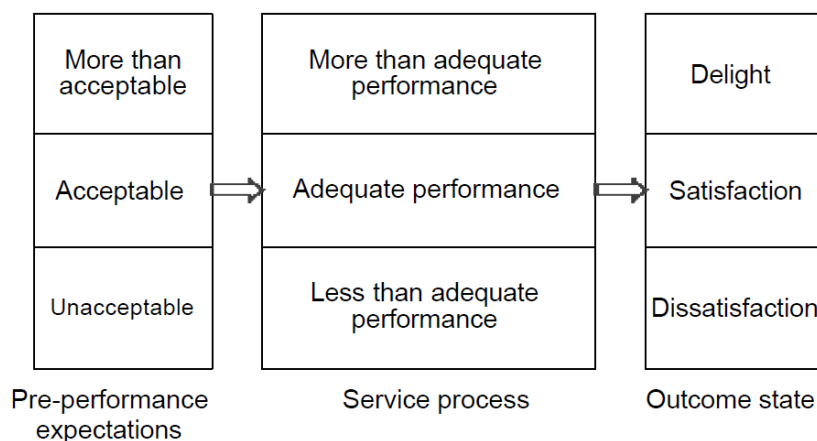 More than
acceptable
Acceptable
Unacceptable
Pre-performance
expectations
More than adequate
performance
Adequate performance
Less than adequate
performance
Service process
Delight
Satisfaction
Dissatisfaction
Outcome state